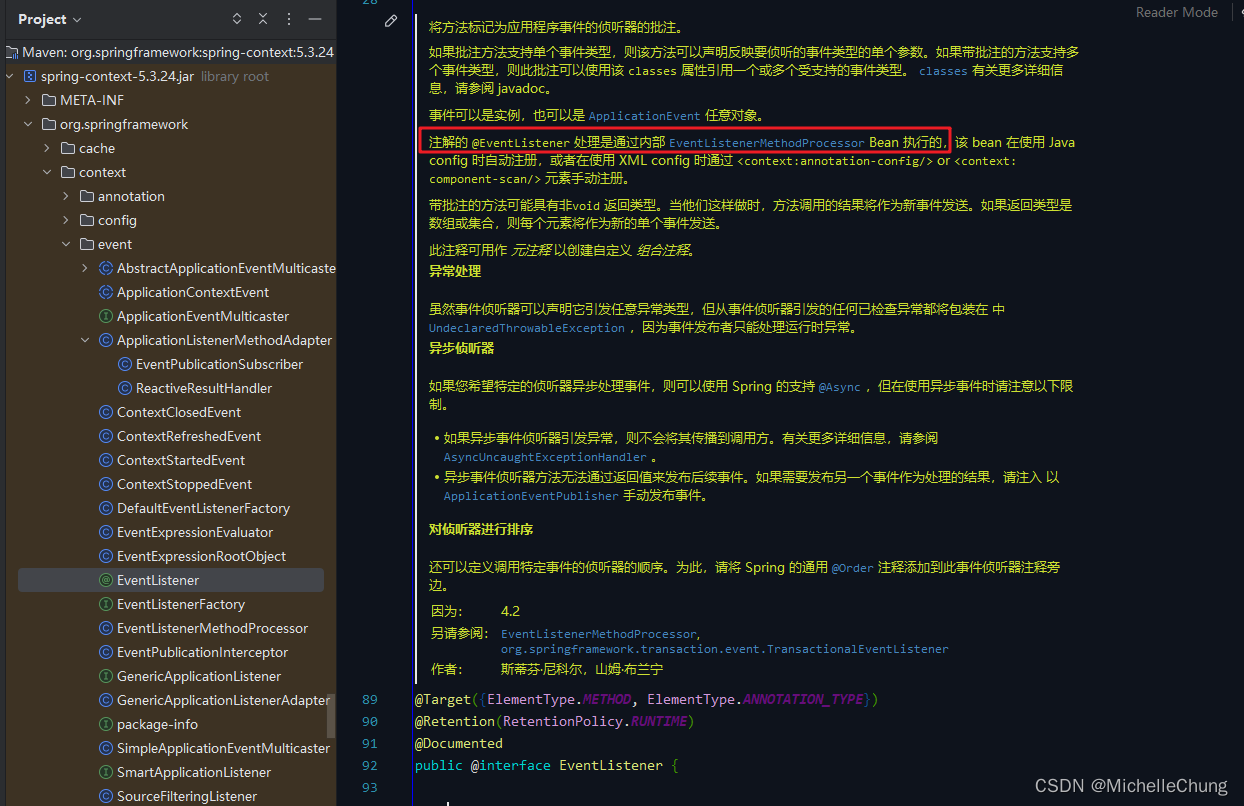 Project
Maven: org.springframework:spring-context:5.3.24
spring-context-5.3.24.jar library root
META-INF
org.springframework
cache
context
annotation
config
event
AbstractApplicationEventMulticaste
ApplicationContextEvent
ApplicationEventMulticaster
ApplicationListenerMethodAdapter
EventPublicationSubscriber
ReactiveResultHandler
ContextClosedEvent
ContextRefreshedEvent
ContextStartedEvent
ContextStoppedEvent
DefaultEventListenerFactory
EventExpressionEvaluator
EventExpressionRootObject
EventListener
EventListenerFactory
EventListenerMethodProcessor
EventPublicationInterceptor
GenericApplicationListener
GenericApplicationListenerAdapter
package-info
SimpleApplicationEventMulticaster
SmartApplicationListener
SourceFilteringListener
28
Reader Mode
将方法标记为应用程序事件的侦听器的批注。
如果批注方法支持单个事件类型，则该方法可以声明反映要侦听的事件类型的单个参数。如果带批注的方法支持多
个事件类型，则此批注可以使用该 classes 属性引用一个或多个受支持的事件类型。 classes 有关更多详细信
息，请参阅 javadoc。
事件可以是实例，也可以是 ApplicationEvent 任意对象。
注解的 @EventListener 处理是通过内部 EventListenerMethodProcessor Bean 执行的，该 bean 在使用 Java
config 时自动注册，或者在使用 XML config 时通过 <context:annotation-config/> or <context:
component-scan/> 元素手动注册。
带批注的方法可能具有非void 返回类型。当他们这样做时，方法调用的结果将作为新事件发送。如果返回类型是
数组或集合，则每个元素将作为新的单个事件发送。
此注释可用作 元注释 以创建自定义 组合注释。
异常处理
虽然事件侦听器可以声明它引发任意异常类型，但从事件侦听器引发的任何已检查异常都将包装在 中
UndeclaredThrowableException ，因为事件发布者只能处理运行时异常。
异步侦听器
如果您希望特定的侦听器异步处理事件，则可以使用 Spring 的支持 @Async ，但在使用异步事件时请注意以下限
制。
• 如果异步事件侦听器引发异常，则不会将其传播到调用方。有关更多详细信息，请参阅
AsyncUncaughtExceptionHandler 。
• 异步事件侦听器方法无法通过返回值来发布后续事件。如果需要发布另一个事件作为处理的结果，请注入 以
ApplicationEventPublisher 手动发布事件。
对侦听器进行排序
还可以定义调用特定事件的侦听器的顺序。为此，请将 Spring 的通用 @Order 注释添加到此事件侦听器注释旁
边。
因为： 4.2
另请参阅： EventListenerMethodProcessor,
org.springframework.transaction.event.TransactionalEventListener
作者： 斯蒂芬·尼科尔，山姆·布兰宁
89 @Target({ElementType.METHOD, ElementType.ANNOTATION_TYPE})
90 @Retention(RetentionPolicy.RUNTIME)
91 @Documented
92 public @interface EventListener {
93
CSDN @MichelleChung